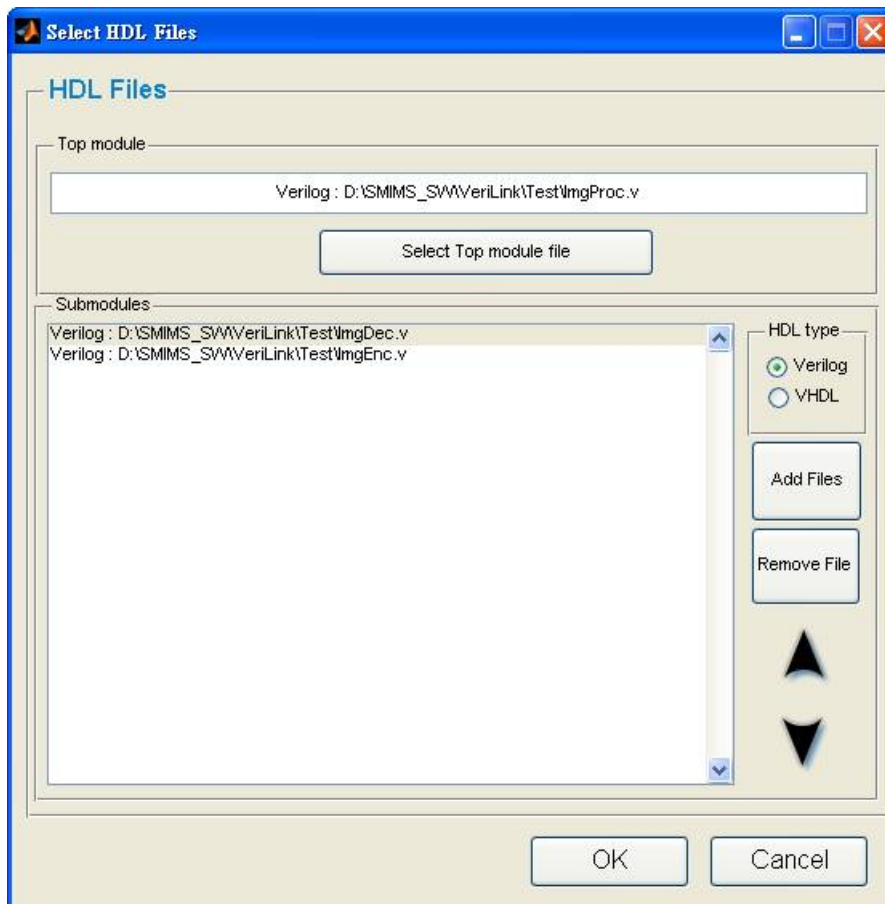 Select HDL Files
HDL Files
Top module
Verilog : D:\SMIMS_SW\VeriLink\Test\ImgProc.v
Select Top module file
Submodules
Verilog : D:\SMIMS_SW\VeriLink\Test\ImgDec.v
Verilog : D:\SMIMS_SW\VeriLink\Test\ImgEnc.v
HDL type
Verilog
VHDL
Add Files
Remove File
OK
Cancel